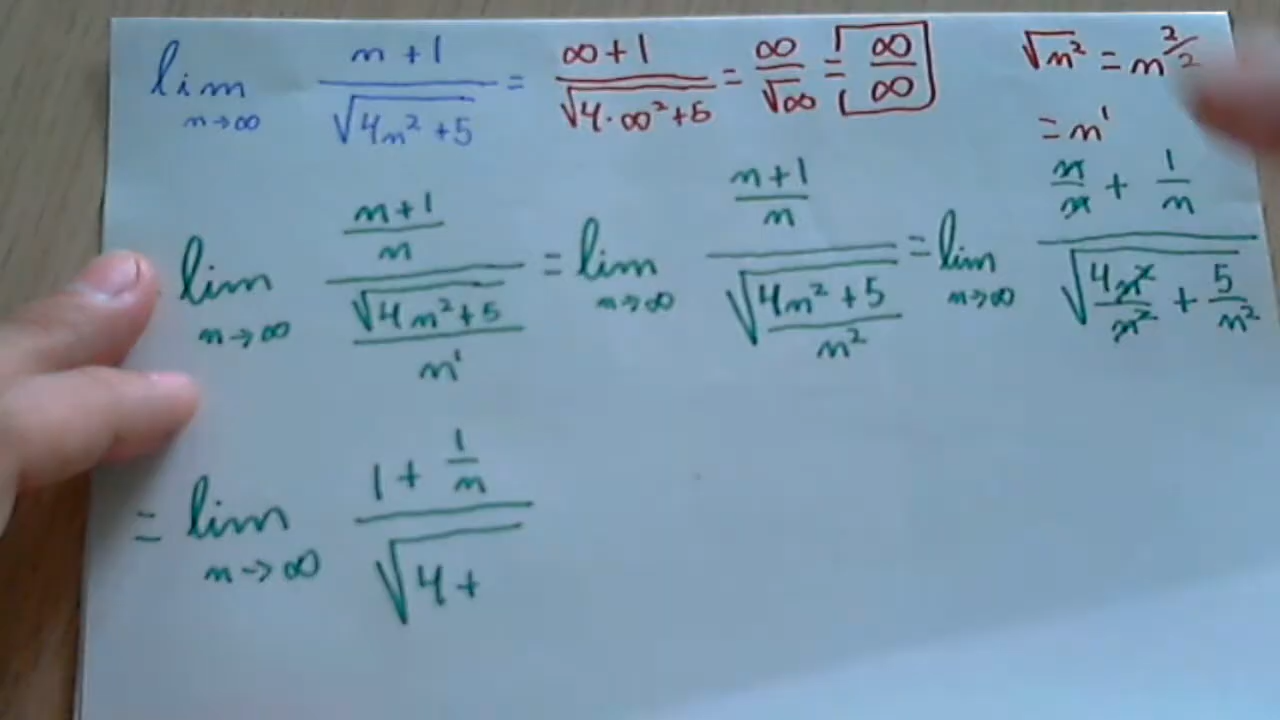 lim n→∞ n+1 / √4n²+5 = ∞+1 / √4·∞²+5 = ∞ / √∞ = ∞ / ∞
√n² = n^2/2
= n¹
lim n→∞ n+1 / n / √4n²+5 / n¹ = lim n→∞ n+1 / n / √4n²+5 / n² = lim n→∞ n / n + 1 / n / √4n² / n² + 5 / n²
= lim n→∞ 1 + 1 / n / √4 +